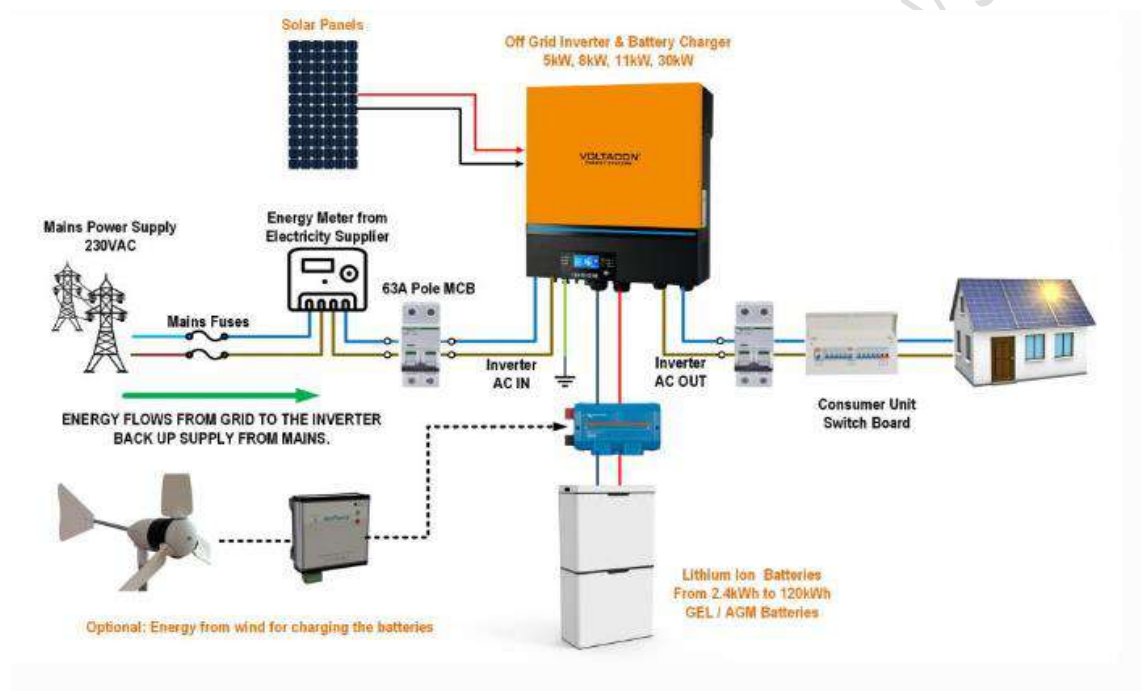 Solar Panels
Off Grid Inverter & Battery Charger
5kW, 8kW, 11kW, 30kW
VOLTACON
Mains Power Supply
230VAC
Energy Meter from
Electricity Supplier
63A Pole MCB
Mains Fuses
Inverter
AC IN
Inverter
AC OUT
Consumer Unit
Switch Board
ENERGY FLOWS FROM GRID TO THE INVERTER
BACK UP SUPPLY FROM MAINS.
Lithium Ion Batteries
From 2.4kWh to 120kWh
GEL / AGM Batteries
Optional: Energy from wind for charging the batteries